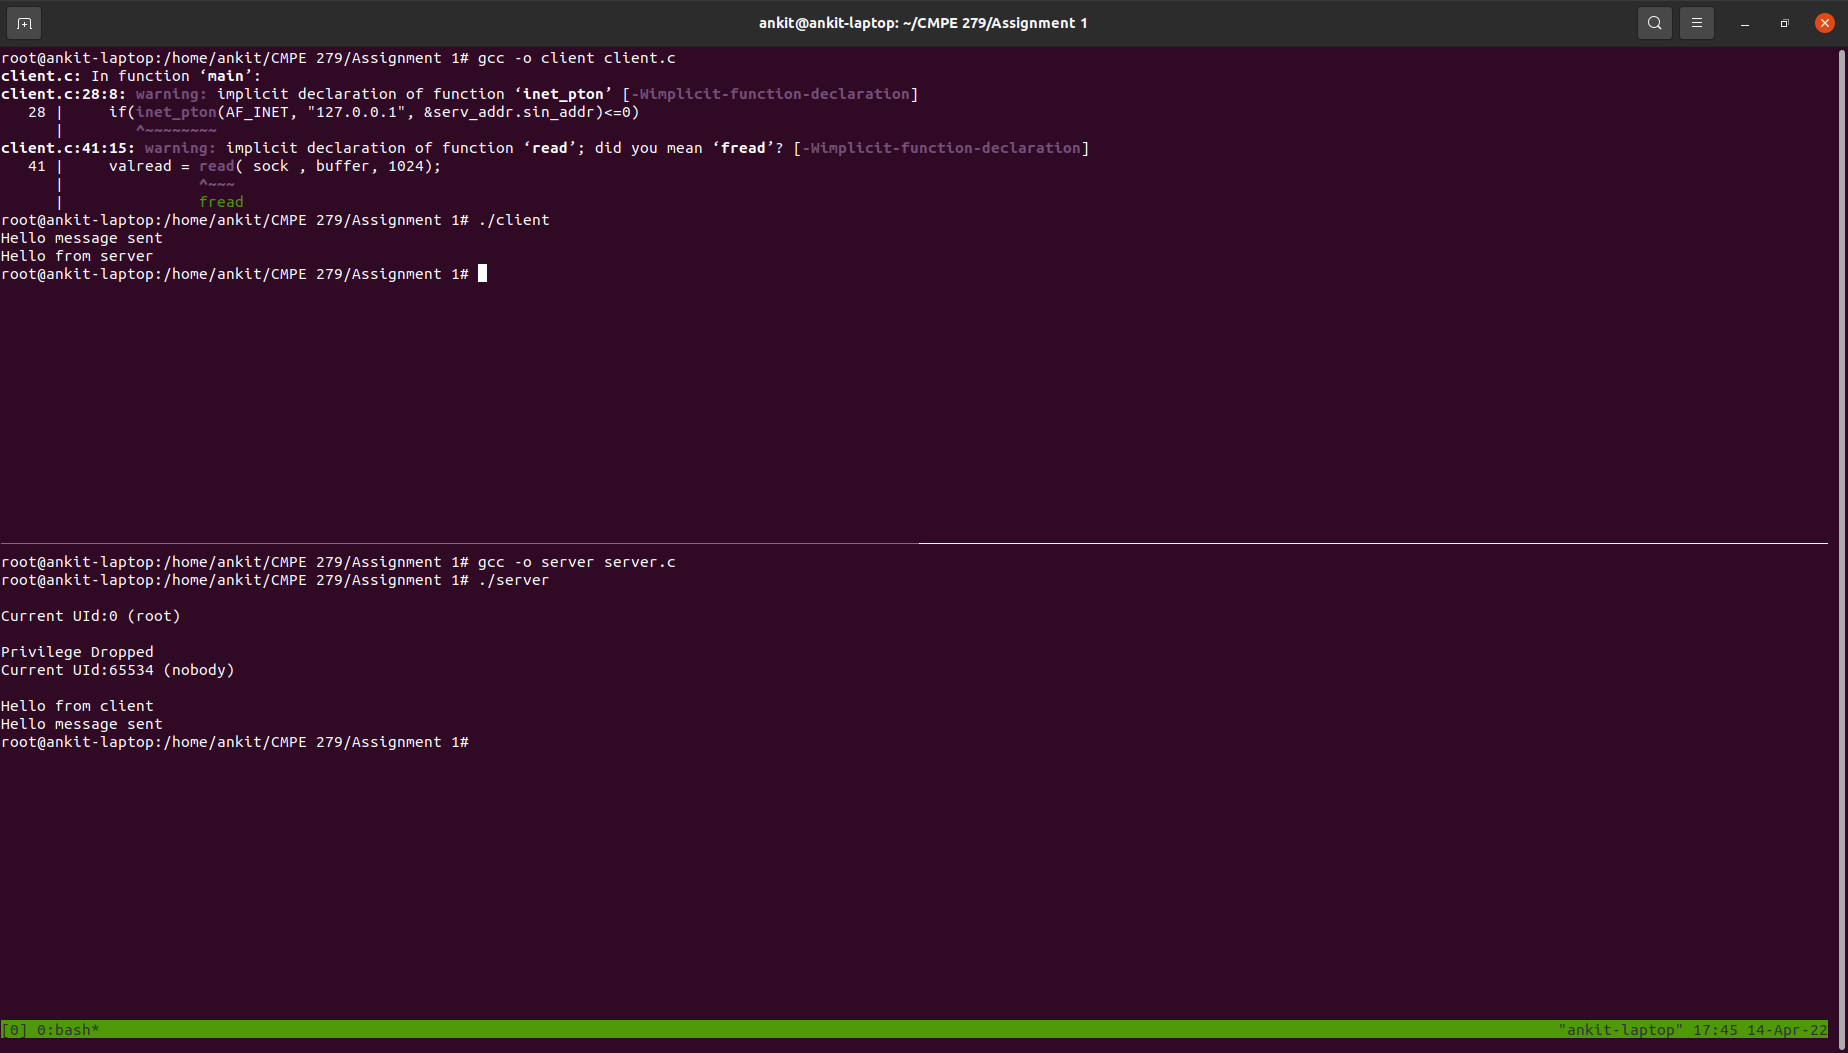 ankit@ankit-laptop: ~/CMPE 279/Assignment 1
root@ankit-laptop:/home/ankit/CMPE 279/Assignment 1# gcc -o client client.c
client.c: In function ‘main’:
client.c:28:8: warning: implicit declaration of function ‘inet_pton’ [-Wimplicit-function-declaration]
   28 |     if(inet_pton(AF_INET, "127.0.0.1", &serv_addr.sin_addr)<=0)
      |        ^~~~~~~~~
client.c:41:15: warning: implicit declaration of function ‘read’; did you mean ‘fread’? [-Wimplicit-function-declaration]
   41 |     valread = read( sock , buffer, 1024);
      |               ^~~~
      |               fread
root@ankit-laptop:/home/ankit/CMPE 279/Assignment 1# ./client
Hello message sent
Hello from server
root@ankit-laptop:/home/ankit/CMPE 279/Assignment 1#
root@ankit-laptop:/home/ankit/CMPE 279/Assignment 1# gcc -o server server.c
root@ankit-laptop:/home/ankit/CMPE 279/Assignment 1# ./server
Current UId:0 (root)
Privilege Dropped
Current UId:65534 (nobody)
Hello from client
Hello message sent
root@ankit-laptop:/home/ankit/CMPE 279/Assignment 1#
[0] 0:bash* "ankit-laptop" 17:45 14-Apr-22